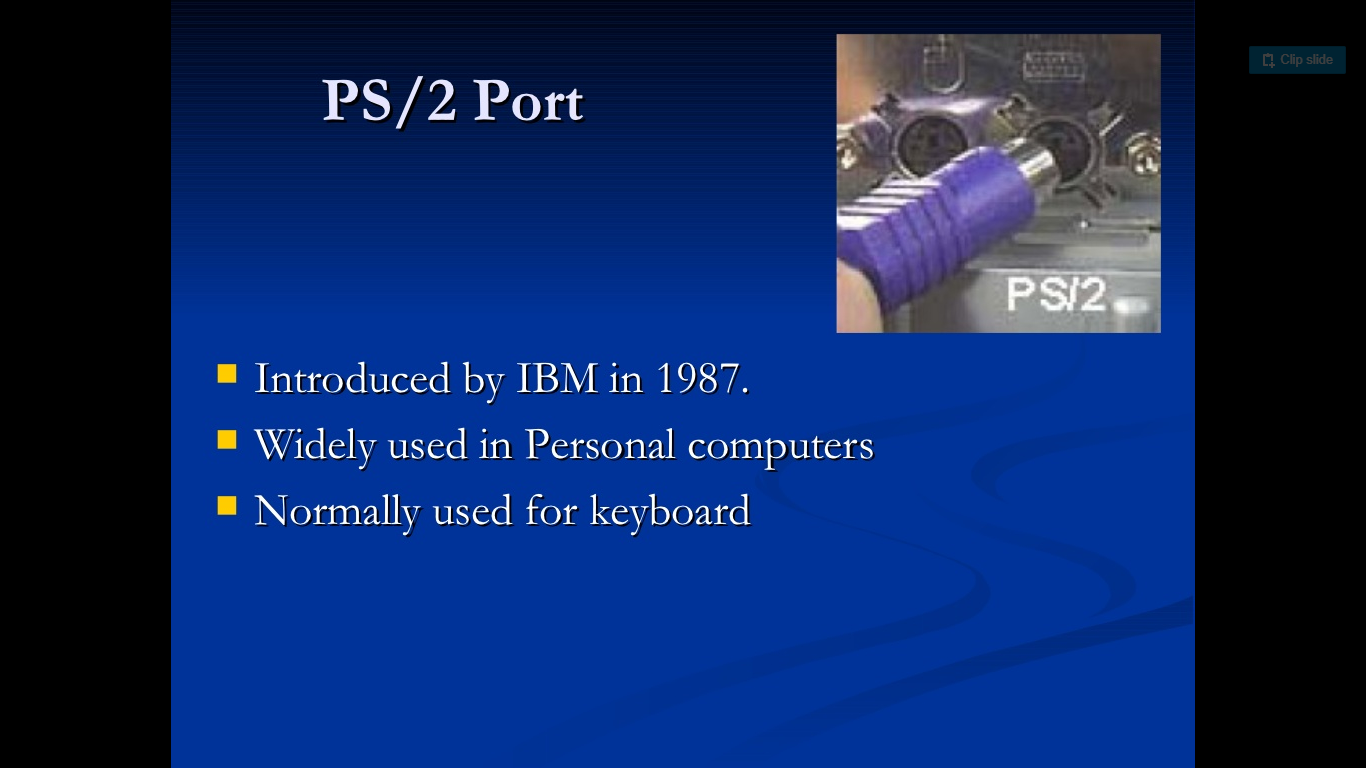 Clip slide
PS/2 Port
PS/2
Introduced by IBM in 1987.
Widely used in Personal computers
Normally used for keyboard